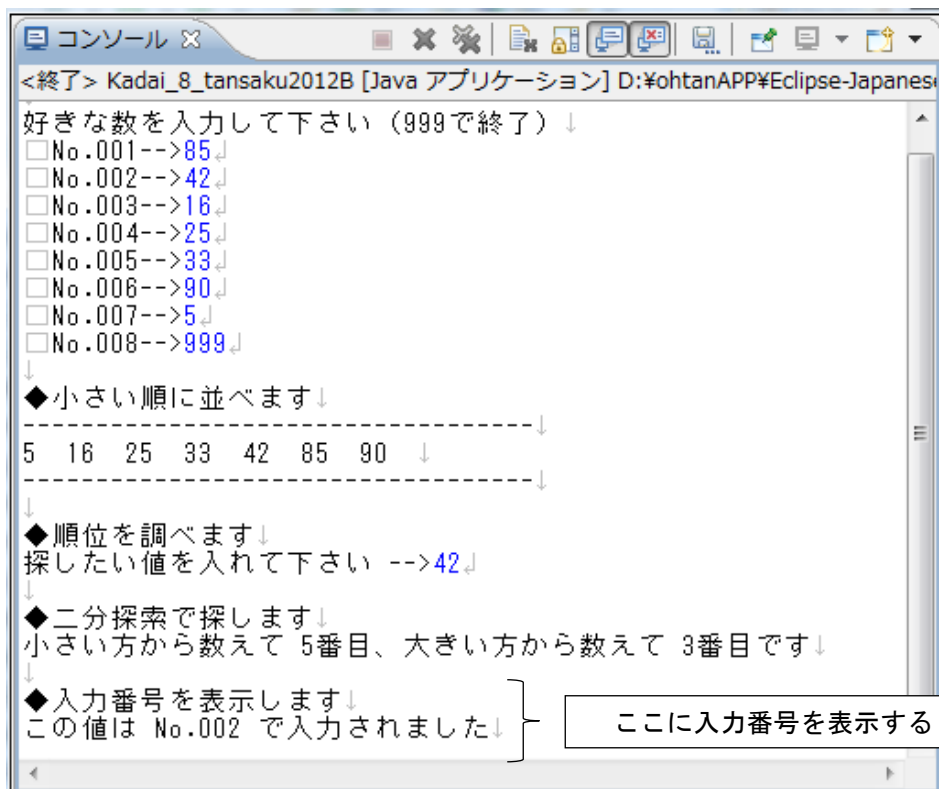 コンソール
<終了> Kadai_8_tansaku2012B [Java アプリケーション] D:¥ohtanAPP¥Eclipse-Japanes
好きな数を入力して下さい (999で終了)↓
□No.001-->85↲
□No.002-->42↲
□No.003-->16↲
□No.004-->25↲
□No.005-->33↲
□No.006-->90↲
□No.007-->5↲
□No.008-->999↲
↓
◆小さい順に並べます↓
-----------------------------------↓
5 16 25 33 42 85 90 ↓
-----------------------------------↓
↓
◆順位を調べます↓
探したい値を入れて下さい -->42↲
↓
◆二分探索で探します↓
小さい方から数えて 5番目、大きい方から数えて 3番目です↓
↓
◆入力番号を表示します↓
この値は No.002 で入力されました↓
ここに入力番号を表示する